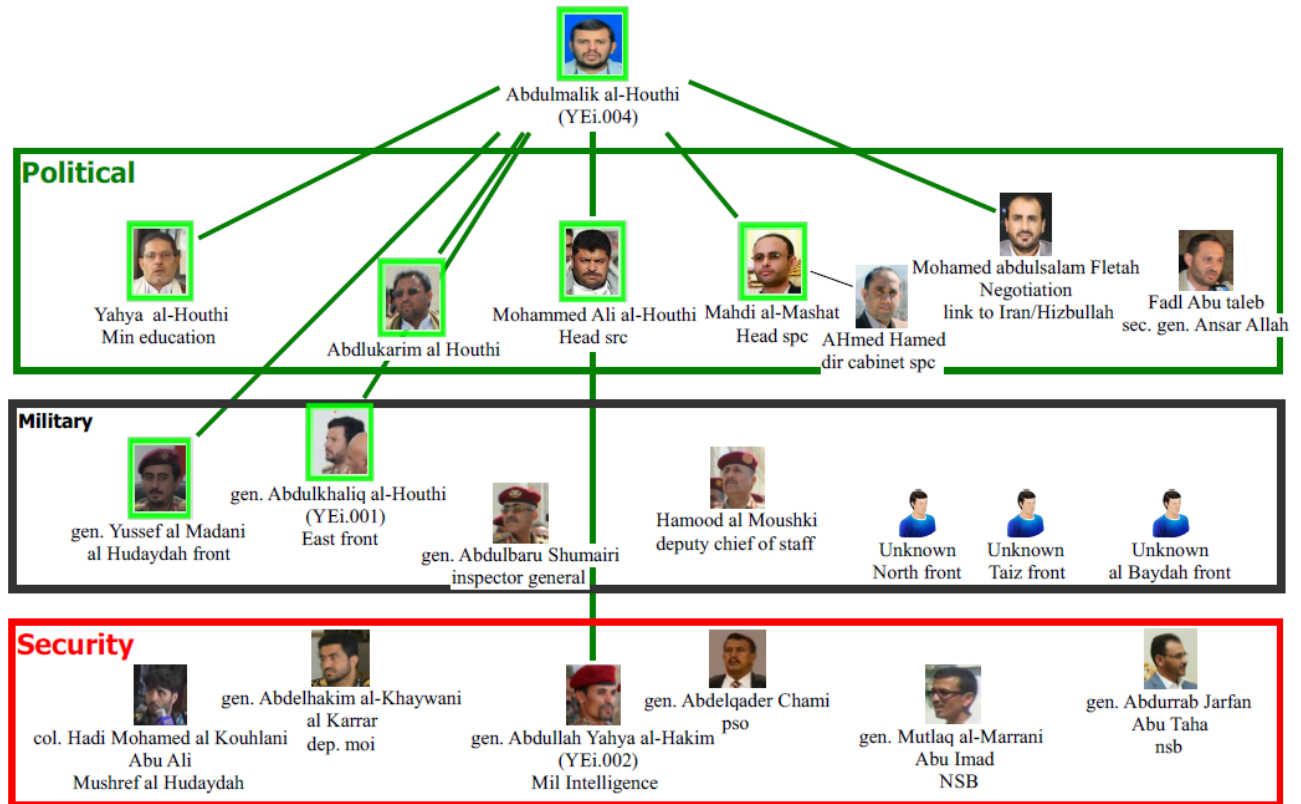 Abdulmalik al-Houthi
(YEi.004)
Political
Yahya al-Houthi
Min education
Abdlukarim al Houthi
Mohammed Ali al-Houthi
Head src
Mahdi al-Mashat
Head spc
AHmed Hamed
dir cabinet spc
Mohamed abdulsalam Fletah
Negotiation
link to Iran/Hizbullah
Fadl Abu taleb
sec. gen. Ansar Allah
Military
gen. Yussef al Madani
al Hudaydah front
gen. Abdulkhaliq al-Houthi
(YEi.001)
East front
gen. Abdulbaru Shumairi
inspector general
Hamood al Moushki
deputy chief of staff
Unknown
North front
Unknown
Taiz front
Unknown
al Baydah front
Security
col. Hadi Mohamed al Kouhlani
Abu Ali
Mushref al Hudaydah
gen. Abdelhakim al-Khaywani
al Karrar
dep. moi
gen. Abdullah Yahya al-Hakim
(YEi.002)
Mil Intelligence
gen. Abdelqader Chami
pso
gen. Mutlaq al-Marrani
Abu Imad
NSB
gen. Abdurrab Jarfan
Abu Taha
nsb